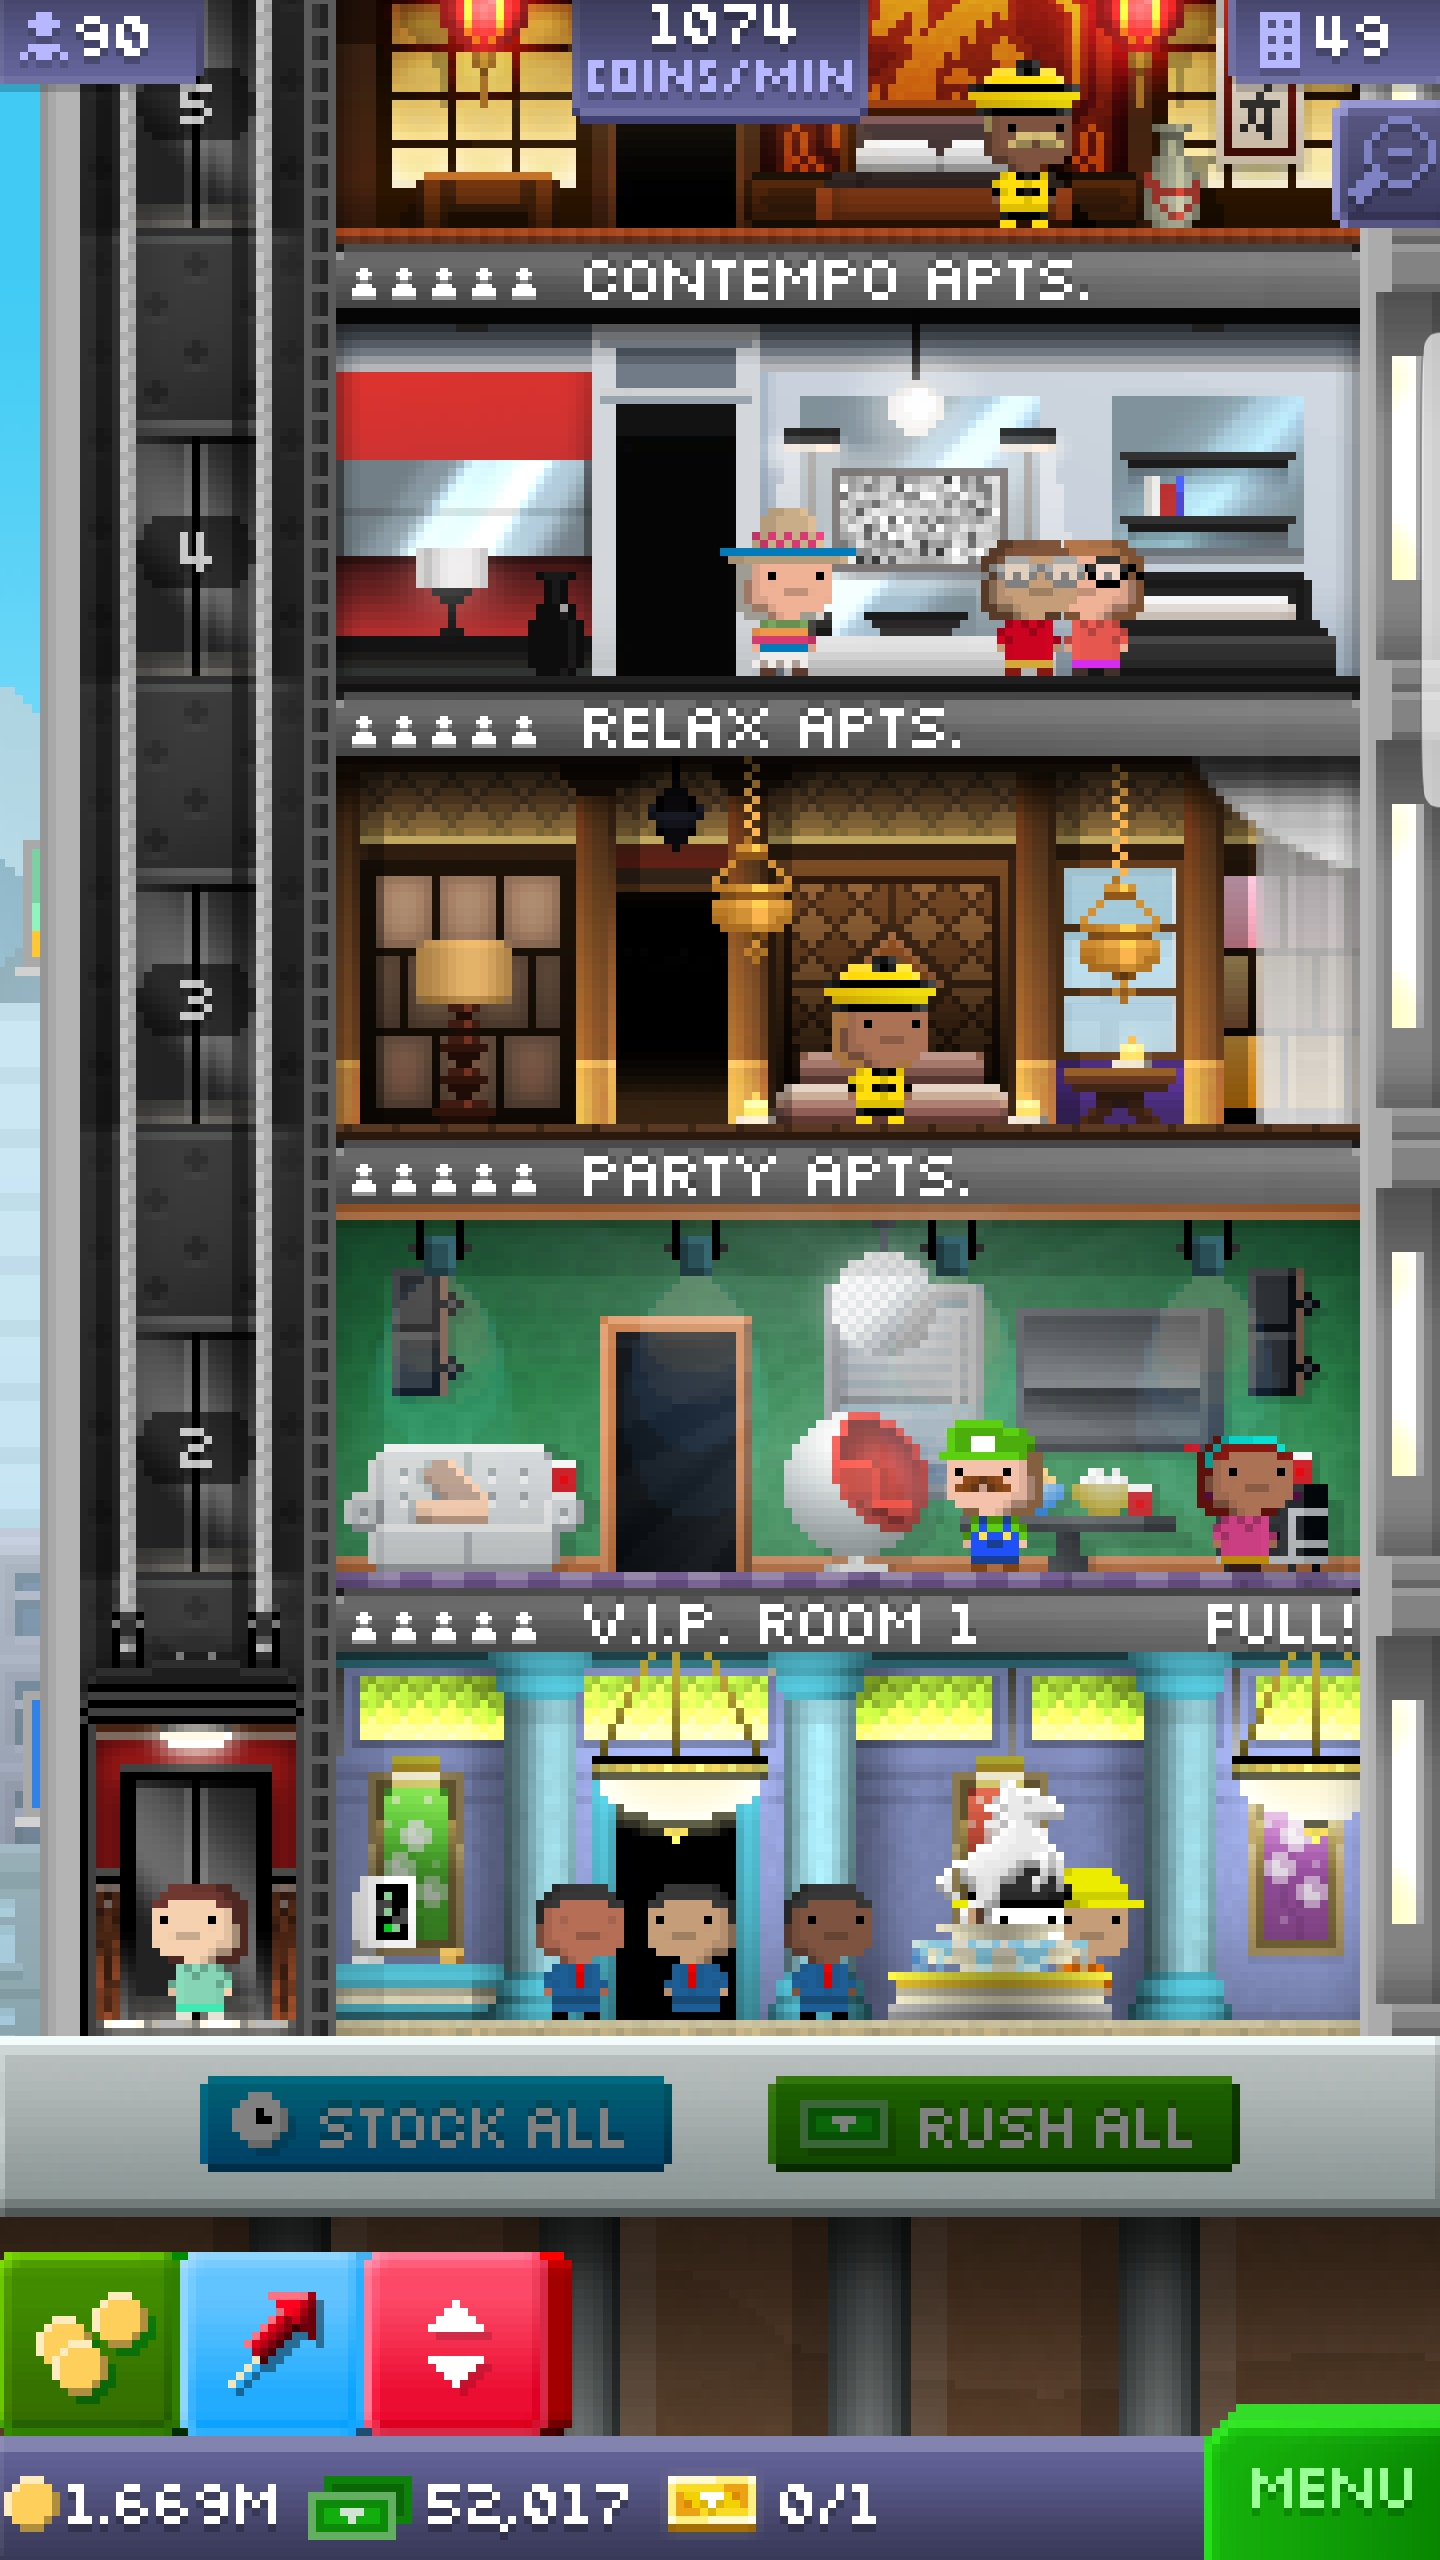 90
1074
COINS/MIN
49
5
CONTEMPO APTS.
4
RELAX APTS.
3
PARTY APTS.
2
V.I.P. ROOM 1 FULL!
STOCK ALL
RUSH ALL
1.669M 52,017 0/1
MENU